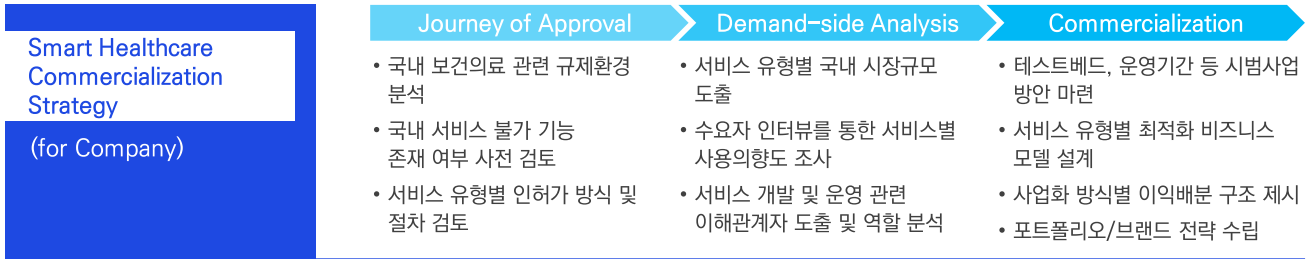 Smart Healthcare
Commercialization
Strategy
(for Company)
Journey of Approval
• 국내 보건의료 관련 규제환경
분석
• 국내 서비스 불가 기능
존재 여부 사전 검토
• 서비스 유형별 인허가 방식 및
절차 검토
Demand-side Analysis
• 서비스 유형별 국내 시장규모
도출
• 수요자 인터뷰를 통한 서비스별
사용의향도 조사
• 서비스 개발 및 운영 관련
이해관계자 도출 및 역할 분석
Commercialization
• 테스트베드, 운영기간 등 시범사업
방안 마련
• 서비스 유형별 최적화 비즈니스
모델 설계
• 사업화 방식별 이익배분 구조 제시
• 포트폴리오/브랜드 전략 수립